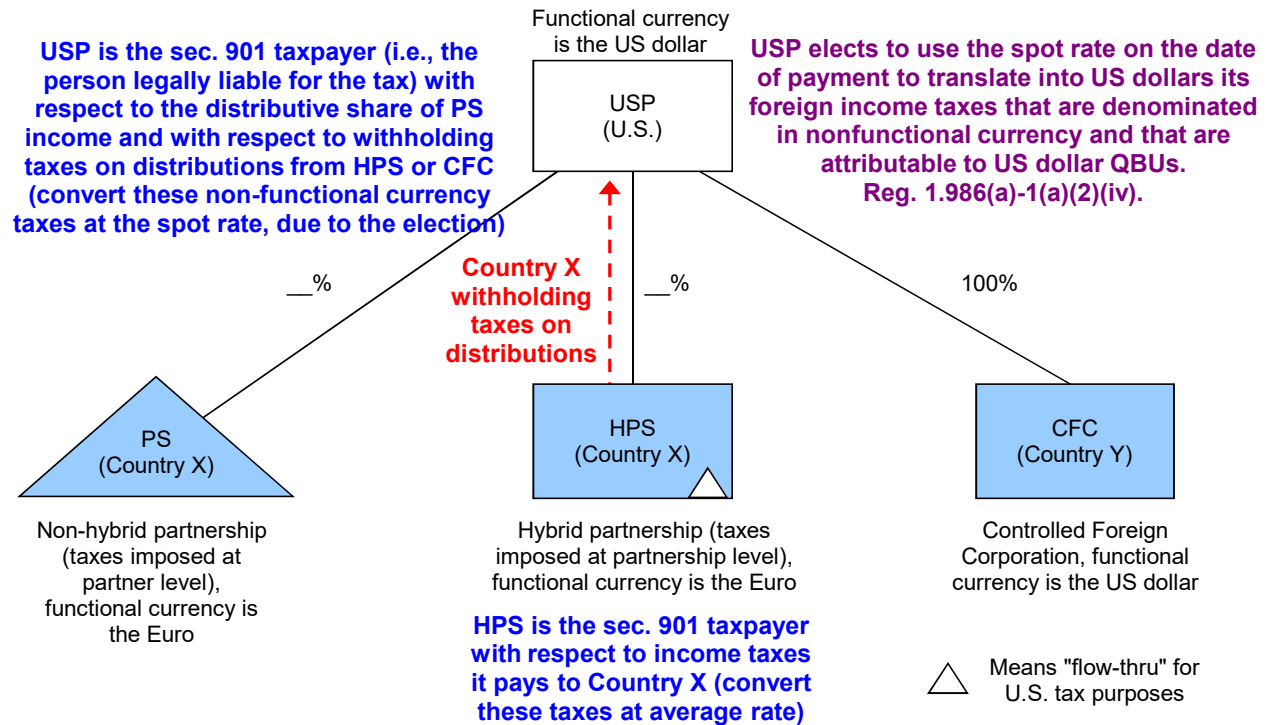 Functional currency
is the US dollar
USP is the sec. 901 taxpayer (i.e., the
person legally liable for the tax) with
respect to the distributive share of PS
income and with respect to withholding
taxes on distributions from HPS or CFC
(convert these non-functional currency
taxes at the spot rate, due to the election)
USP
(U.S.)
USP elects to use the spot rate on the date
of payment to translate into US dollars its
foreign income taxes that are denominated
in nonfunctional currency and that are
attributable to US dollar QBUs.
Reg. 1.986(a)-1(a)(2)(iv).
__%
Country X
withholding
taxes on
distributions
__%
100%
PS
(Country X)
HPS
(Country X)
CFC
(Country Y)
Non-hybrid partnership
(taxes imposed at
partner level),
functional currency is
the Euro
Hybrid partnership (taxes
imposed at partnership level),
functional currency is the Euro
Controlled Foreign
Corporation, functional
currency is the US dollar
HPS is the sec. 901 taxpayer
with respect to income taxes
it pays to Country X (convert
these taxes at average rate)
Means "flow-thru" for
U.S. tax purposes